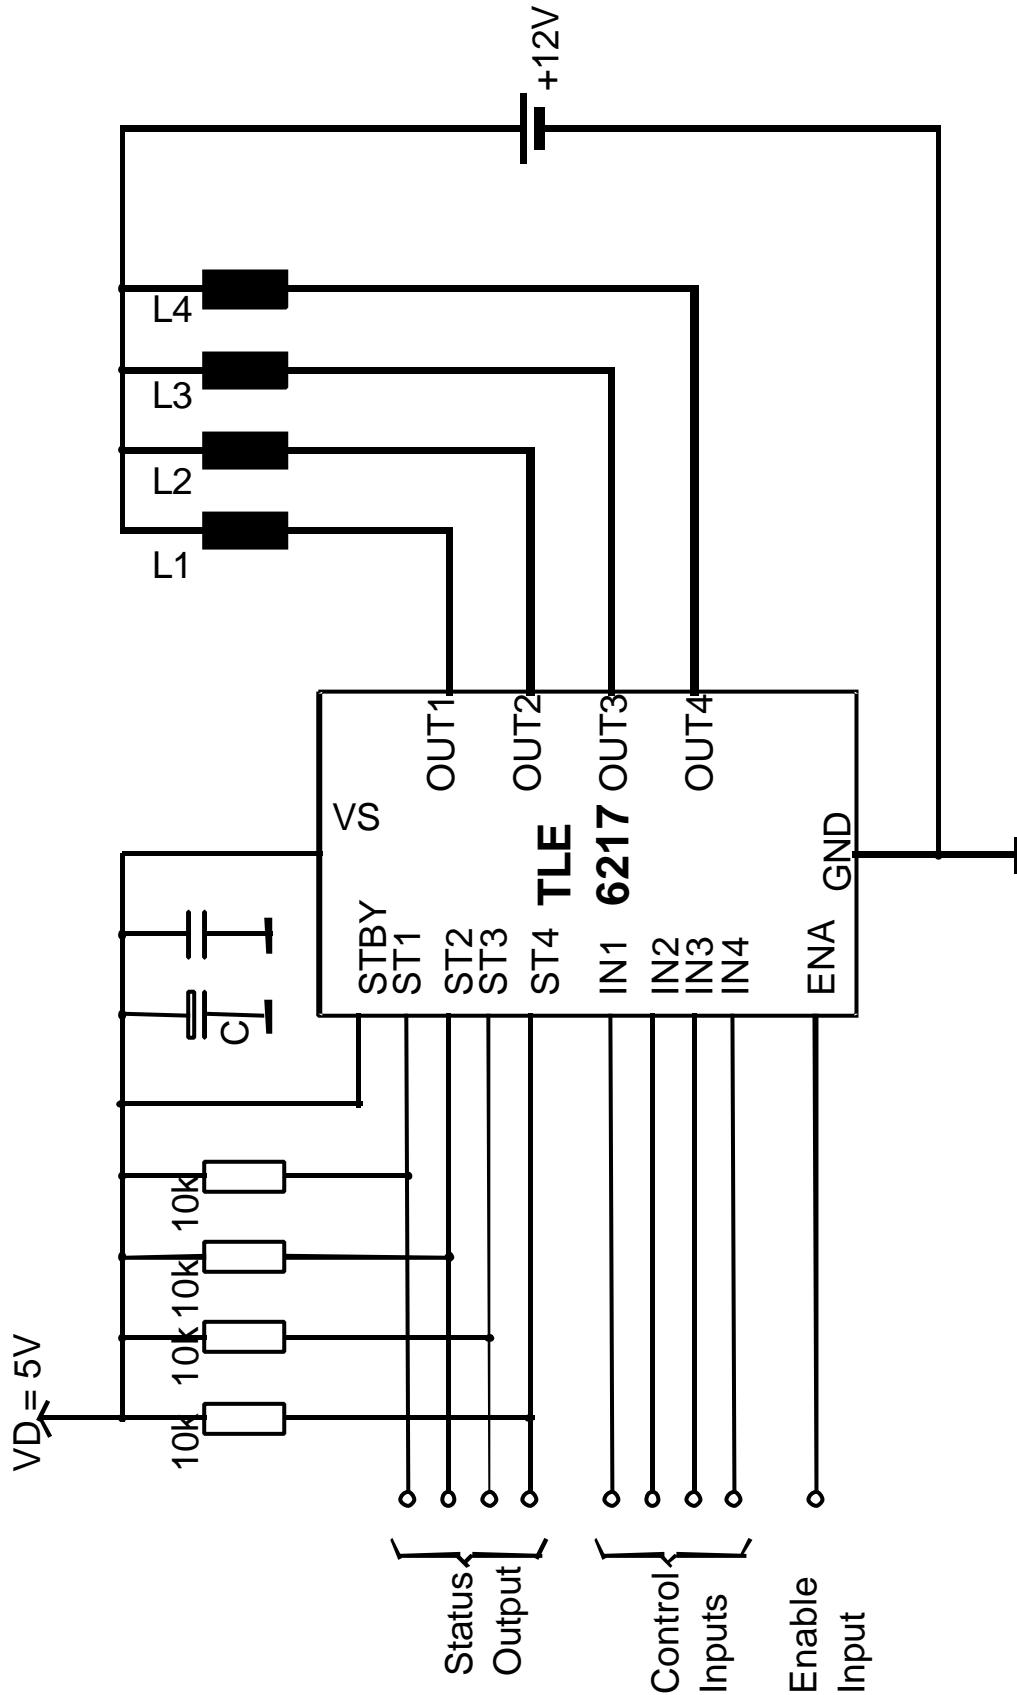 VD = 5V
10k
10k
10k
10k
C
L1
L2
L3
L4
+12V
VS
STBY
ST1
ST2
ST3
ST4
IN1
IN2
IN3
IN4
ENA
TLE
6217
OUT1
OUT2
OUT3
OUT4
GND
Status
Output
Control
Inputs
Enable
Input